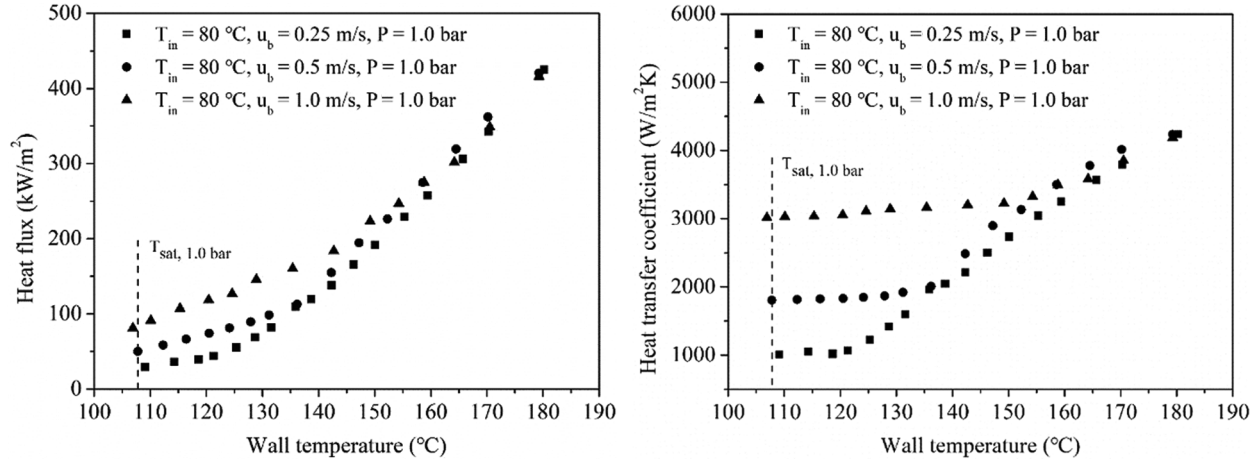 500
400
300
200
100
0
Heat flux (kW/m²)
T_in = 80 ℃, u_b = 0.25 m/s, P = 1.0 bar
T_in = 80 ℃, u_b = 0.5 m/s, P = 1.0 bar
T_in = 80 ℃, u_b = 1.0 m/s, P = 1.0 bar
T_sat, 1.0 bar
100 110 120 130 140 150 160 170 180 190
Wall temperature (℃)
6000
5000
4000
3000
2000
1000
Heat transfer coefficient (W/m²K)
T_in = 80 ℃, u_b = 0.25 m/s, P = 1.0 bar
T_in = 80 ℃, u_b = 0.5 m/s, P = 1.0 bar
T_in = 80 ℃, u_b = 1.0 m/s, P = 1.0 bar
T_sat, 1.0 bar
100 110 120 130 140 150 160 170 180 190
Wall temperature (℃)